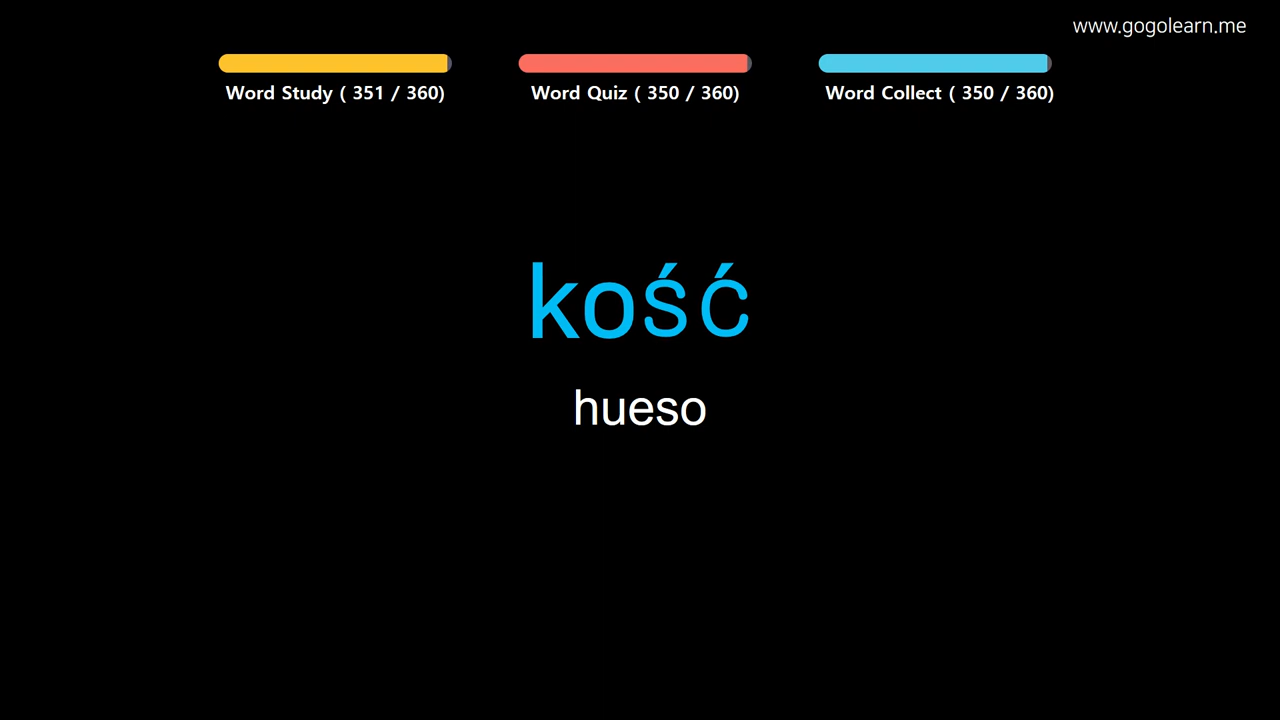 www.gogolearn.me
Word Study ( 351 / 360)
Word Quiz ( 350 / 360)
Word Collect ( 350 / 360)
kość
hueso